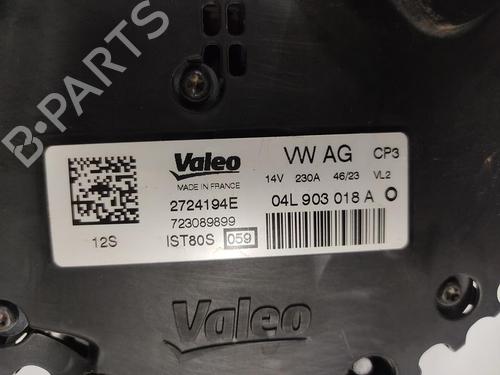 B-PARTS
Valeo
MADE IN FRANCE
VW AG CP3
14V 230A 46/23 VL2
2724194E
723089899
04L 903 018 A O
12S
IST80S 059
Valeo